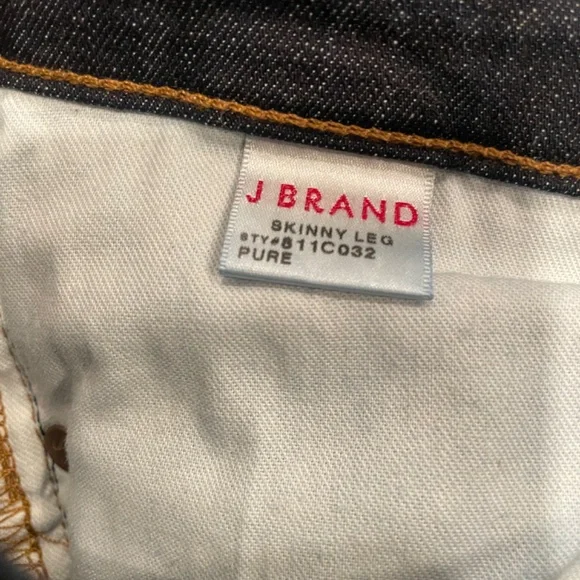 J BRAND
SKINNY LEG
STY#811C032
PURE